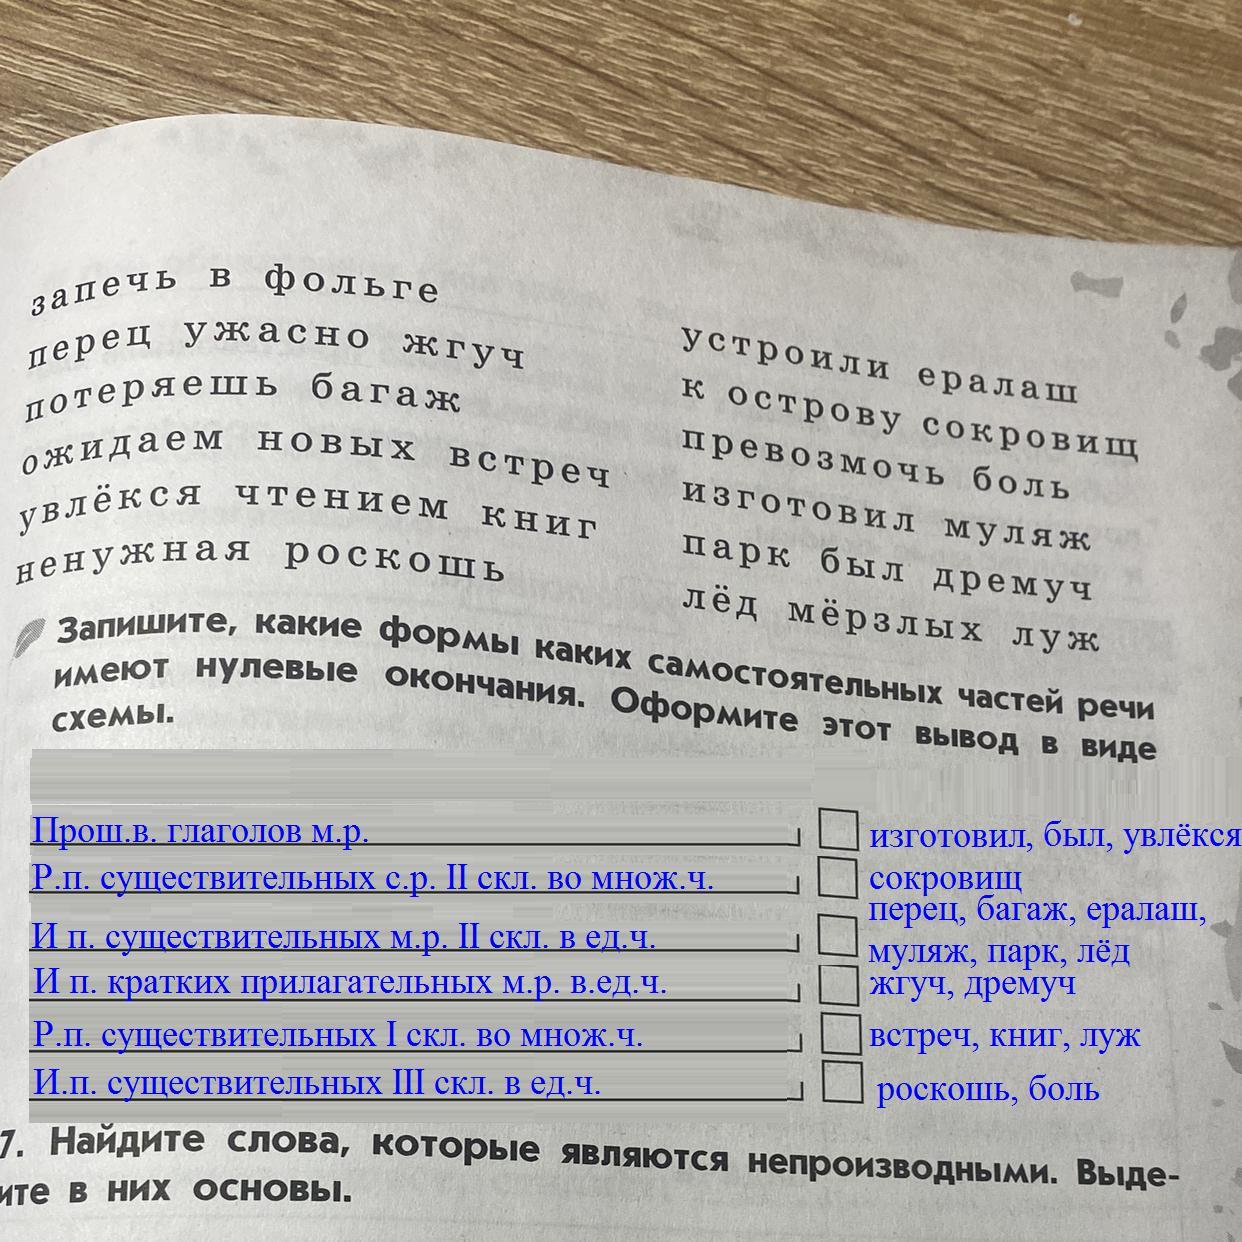 запечь в фольге
перец ужасно жгуч
потеряешь багаж
ожидаем новых встреч
увлёкся чтением книг
ненужная роскошь
устроили ералаш
к острову сокровищ
превозмочь боль
изготовил муляж
парк был дремуч
лёд мёрзлых луж
Запишите, какие формы каких самостоятельных частей речи
имеют нулевые окончания. Оформите этот вывод в виде
схемы.
Прош.в. глаголов м.р.
изготовил, был, увлёкся
Р.п. существительных с.р. II скл. во множ.ч.
сокровищ
И п. существительных м.р. II скл. в ед.ч.
перец, багаж, ералаш,
муляж, парк, лёд
И п. кратких прилагательных м.р. в.ед.ч.
жгуч, дремуч
Р.п. существительных I скл. во множ.ч.
встреч, книг, луж
И.п. существительных III скл. в ед.ч.
роскошь, боль
7. Найдите слова, которые являются непроизводными. Выде-
ите в них основы.